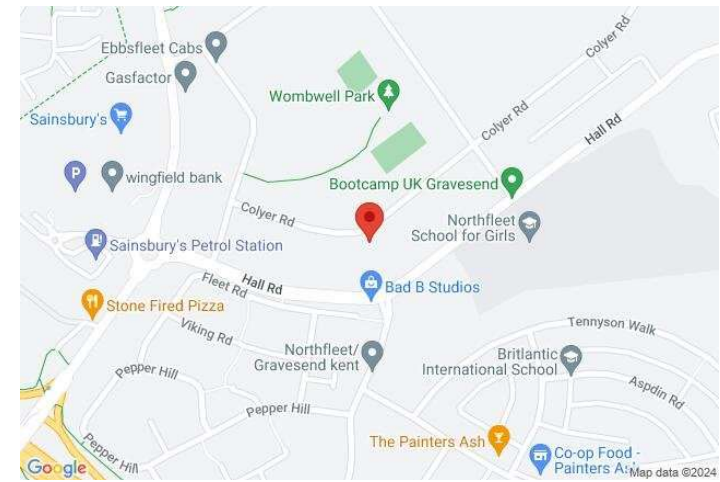 Colyer Rd
Ebbsfleet Cabs
Gasfactor
Wombwell Park
Sainsbury's
Colyer Rd
Hall Rd
P
wingfield bank
Bootcamp UK Gravesend
Colyer Rd
Northfleet
School for Girls
Sainsbury's Petrol Station
Hall Rd
Fleet Rd
Bad B Studios
Stone Fired Pizza
Viking Rd
Tennyson Walk
Northfleet/
Gravesend kent
Britlantic
International School
Pepper Hill
Aspdin Rd
Pepper Hill
Pepper Hill
The Painters Ash
Co-op Food -
Painters
Google
Map data ©2024